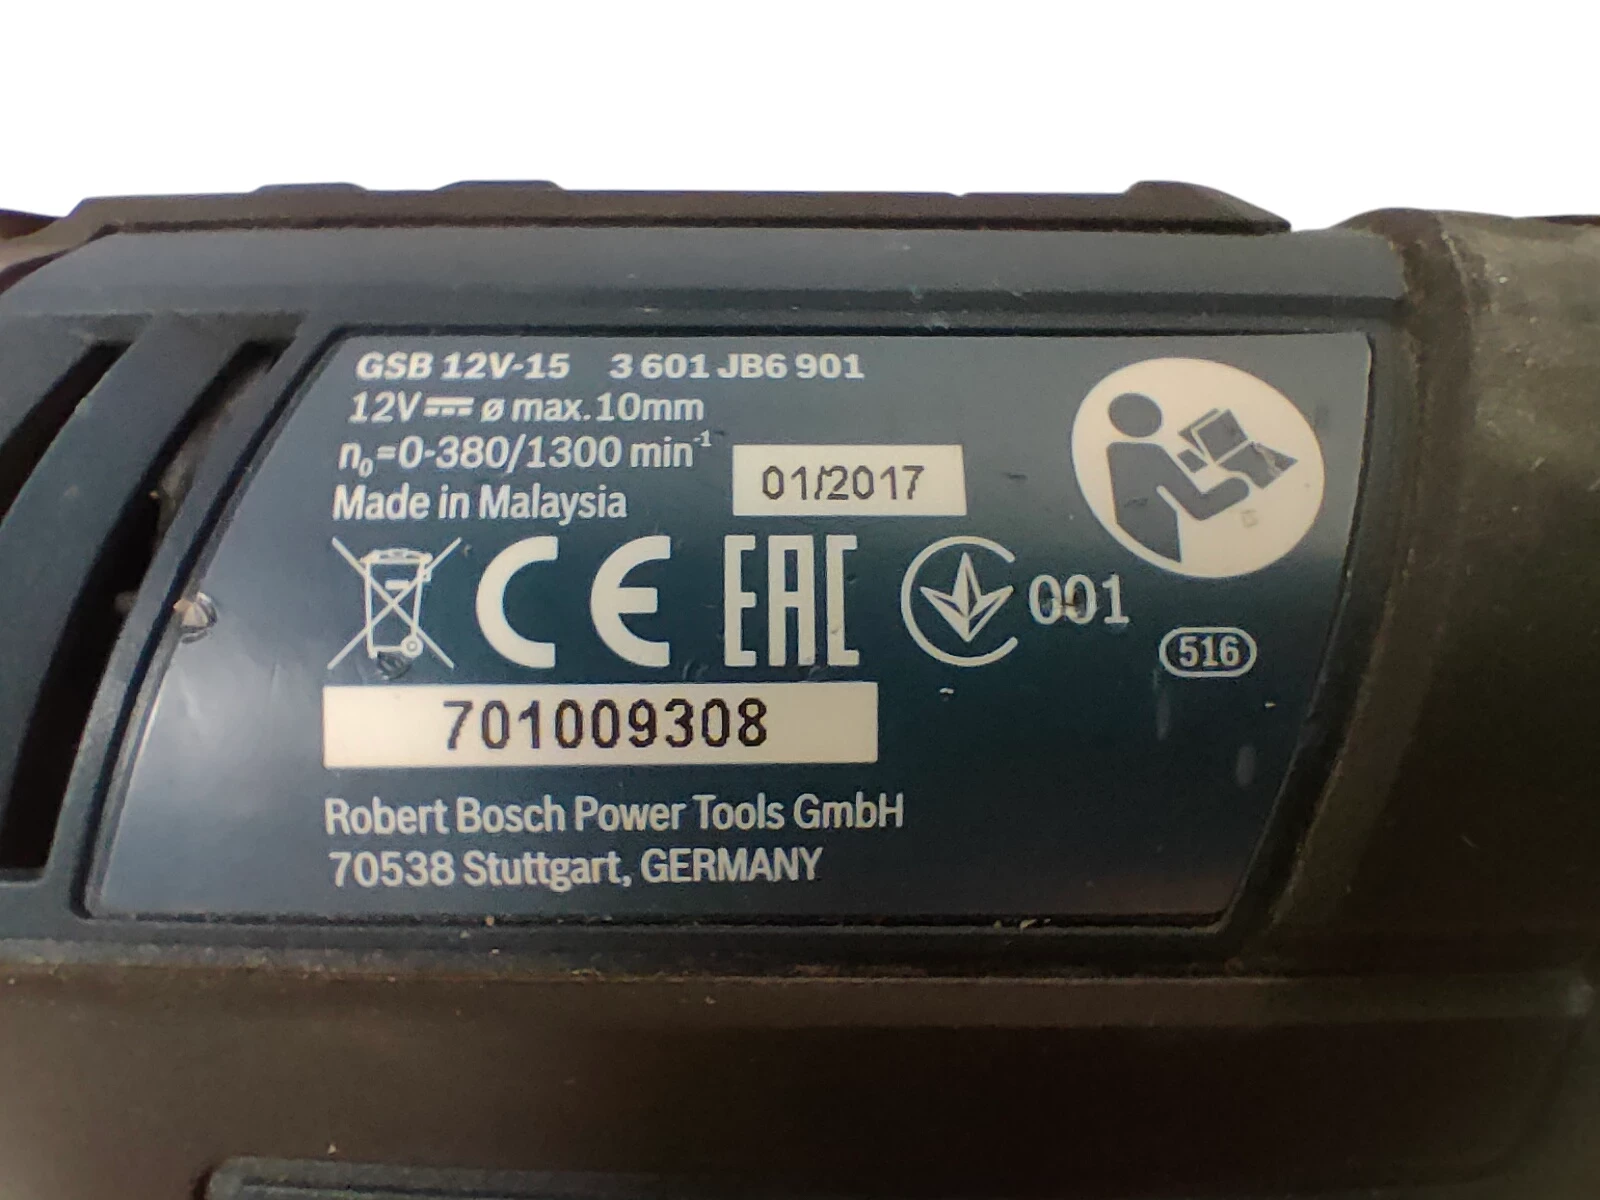 GSB 12V-15 3 601 JB6 901
12V⎓ ø max. 10mm
n₀=0-380/1300 min⁻¹
01/2017
Made in Malaysia
CE EAC 001
516
701009308
Robert Bosch Power Tools GmbH
70538 Stuttgart, GERMANY